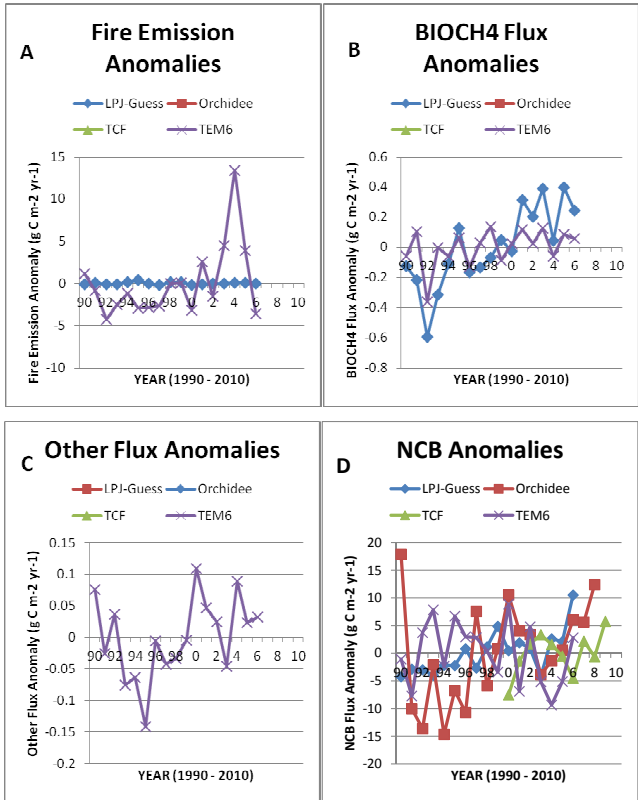 A
Fire Emission
Anomalies
LPJ-Guess Orchidee
TCF TEM6
Fire Emission Anomaly (g C m-2 yr-1)
15
10
5
0
-5
-10
90 92 94 96 98 0 2 4 6 8 10
YEAR (1990 - 2010)
B
BIOCH4 Flux
Anomalies
LPJ-Guess Orchidee
TCF TEM6
BIOCH4 Flux Anomaly (g C m-2 yr-1)
0.6
0.4
0.2
0
-0.2
-0.4
-0.6
-0.8
90 92 94 96 98 0 2 4 6 8 10
YEAR (1990 - 2010)
C
Other Flux Anomalies
LPJ-Guess Orchidee
TCF TEM6
Other Flux Anomaly (g C m-2 yr-1)
0.15
0.1
0.05
0
-0.05
-0.1
-0.15
-0.2
90 92 94 96 98 0 2 4 6 8 10
YEAR (1990 - 2010)
D
NCB Anomalies
LPJ-Guess Orchidee
TCF TEM6
NCB Flux Anomaly (g C m-2 yr-1)
20
15
10
5
0
-5
-10
-15
-20
90 92 94 96 98 0 2 4 6 8 10
YEAR (1990 - 2010)